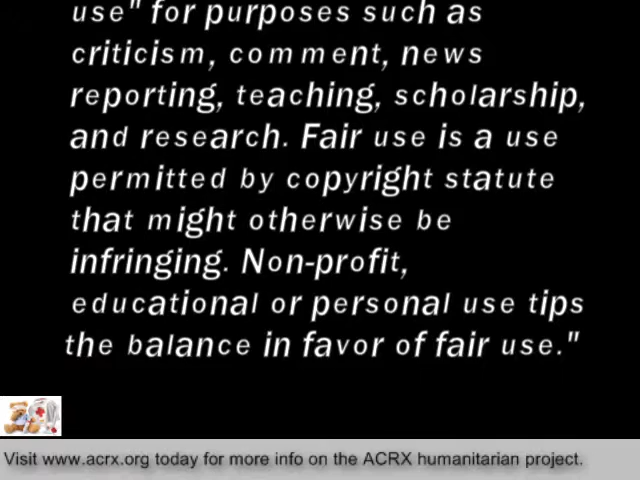 use" for purposes such as
criticism, comment, news
reporting, teaching, scholarship,
and research. Fair use is a use
permitted by copyright statute
that might otherwise be
infringing. Non-profit,
educational or personal use tips
the balance in favor of fair use."
Visit www.acrx.org today for more info on the ACRX humanitarian project.